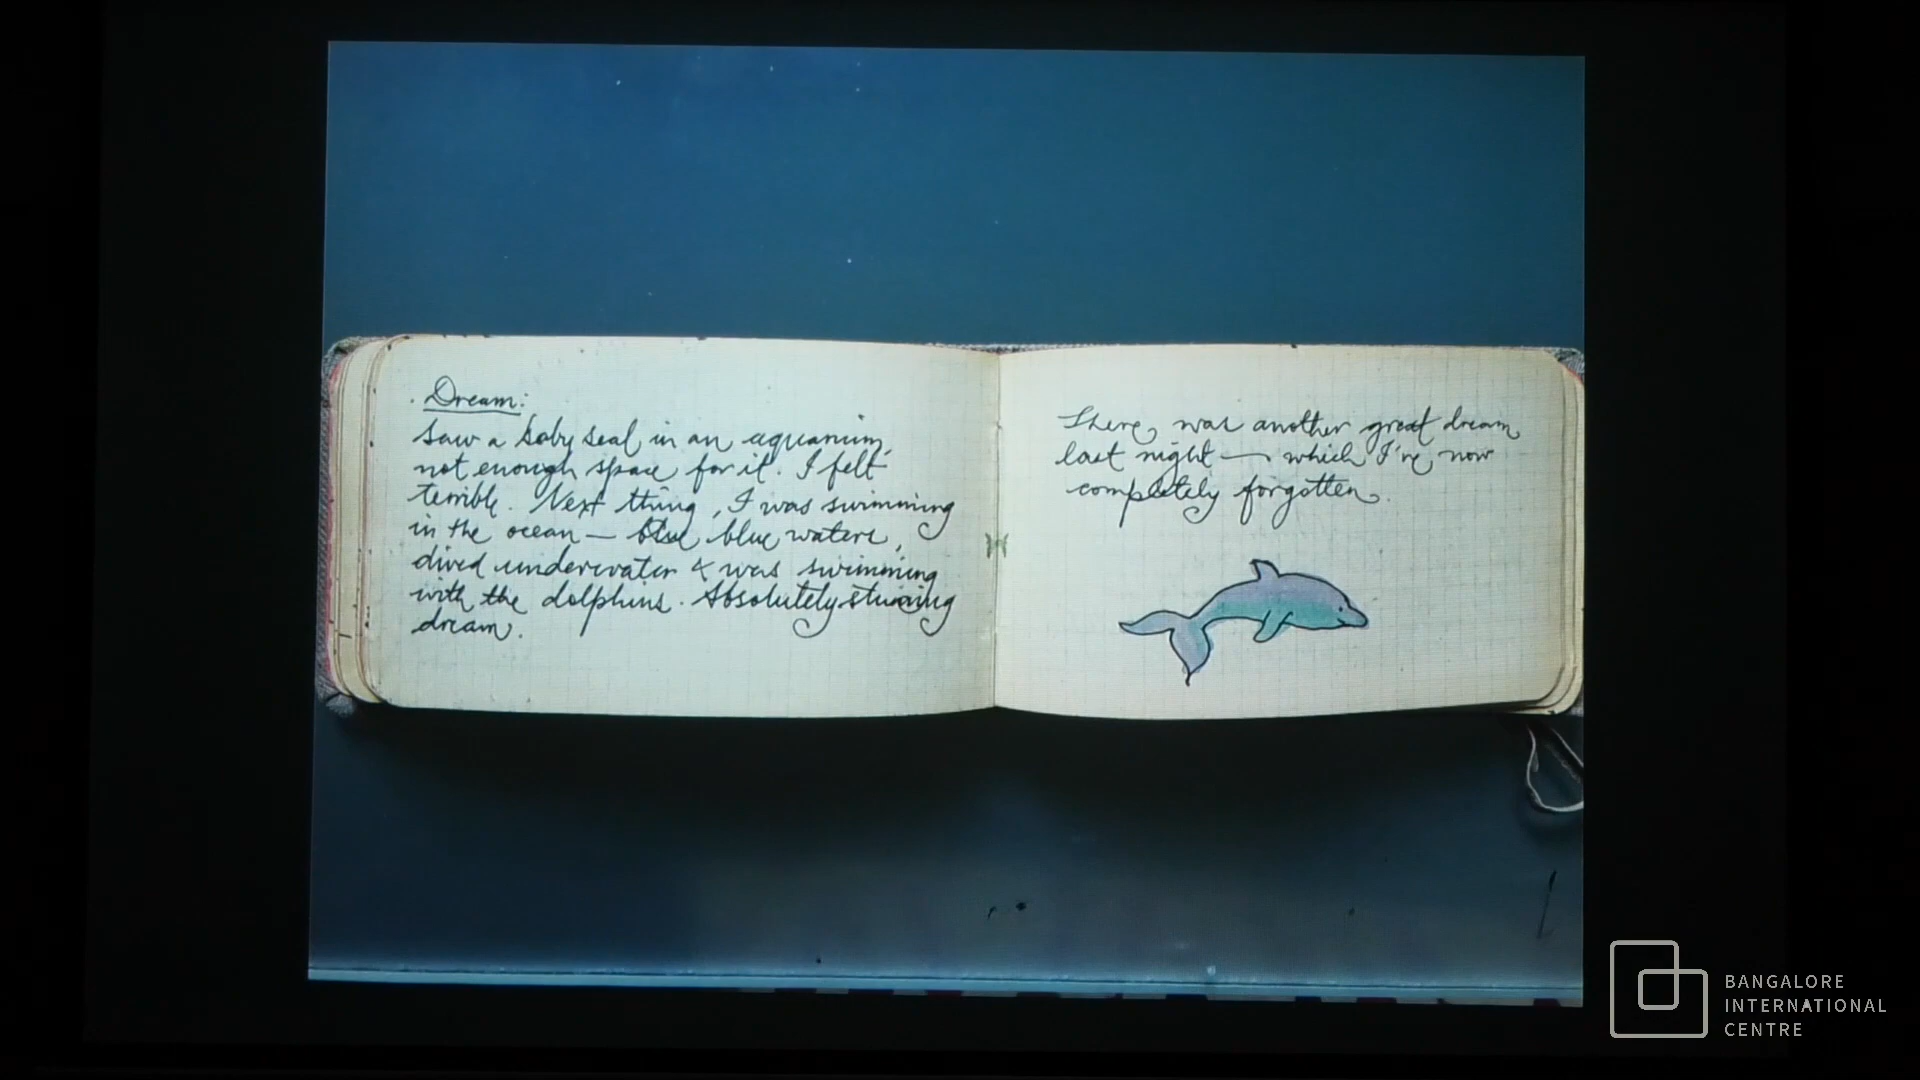 . Dream:
Saw a baby seal in an aquarium,
not enough space for it. I felt
terrible. Next thing, I was swimming
in the ocean — blue blue waters,
dived underwater & was swimming
with the dolphins. Absolutely stunning
dream.
There was another great dream
last night — which I've now
completely forgotten.
BANGALORE
INTERNATIONAL
CENTRE